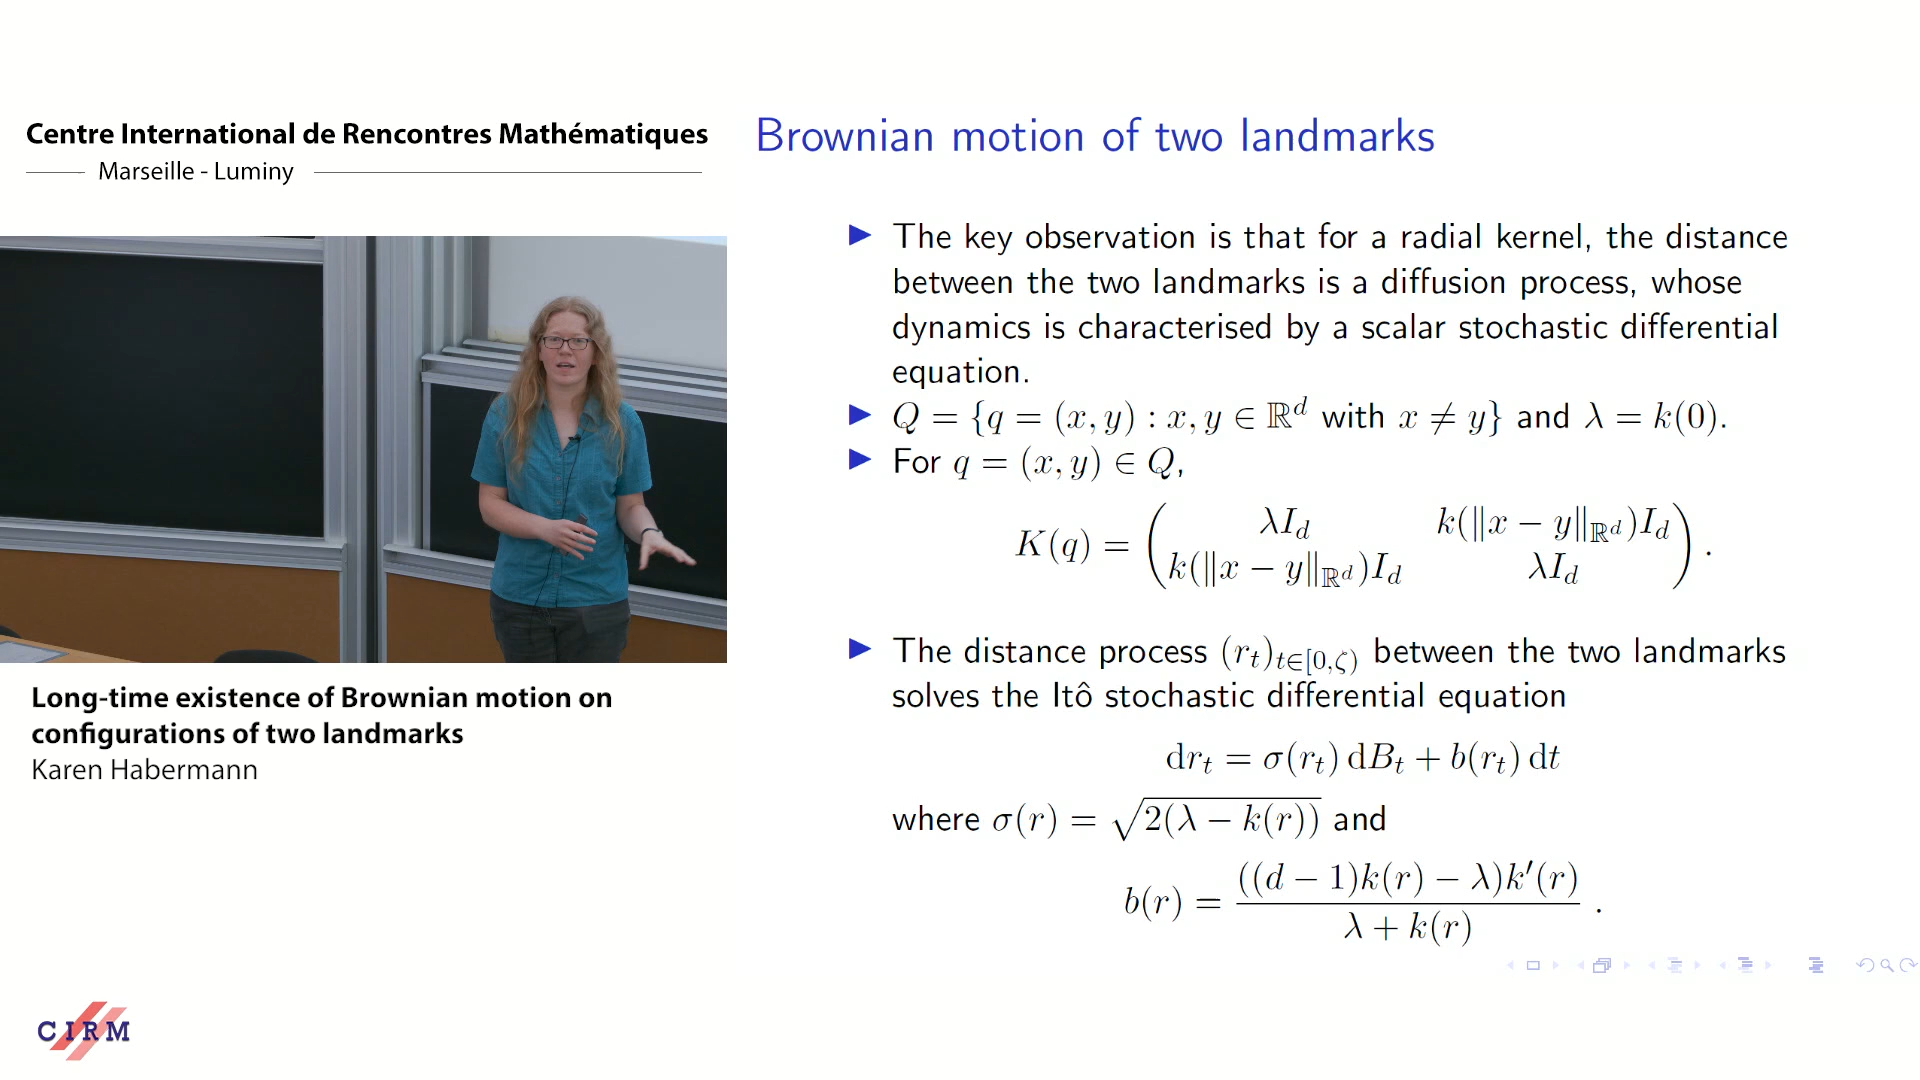 Centre International de Rencontres Mathématiques
Marseille - Luminy
Long-time existence of Brownian motion on
configurations of two landmarks
Karen Habermann
CIRM
Brownian motion of two landmarks
▶ The key observation is that for a radial kernel, the distance
between the two landmarks is a diffusion process, whose
dynamics is characterised by a scalar stochastic differential
equation.
▶ Q = {q = (x, y) : x, y ∈ ℝ^d with x ≠ y} and λ = k(0).
▶ For q = (x, y) ∈ Q,
K(q) = ( λI_d k(‖x − y‖_{ℝ^d})I_d
k(‖x − y‖_{ℝ^d})I_d λI_d ) .
▶ The distance process (r_t)_{t∈[0,ζ)} between the two landmarks
solves the Itô stochastic differential equation
dr_t = σ(r_t) dB_t + b(r_t) dt
where σ(r) = √(2(λ − k(r))) and
b(r) = ((d − 1)k(r) − λ)k′(r) / λ + k(r) .